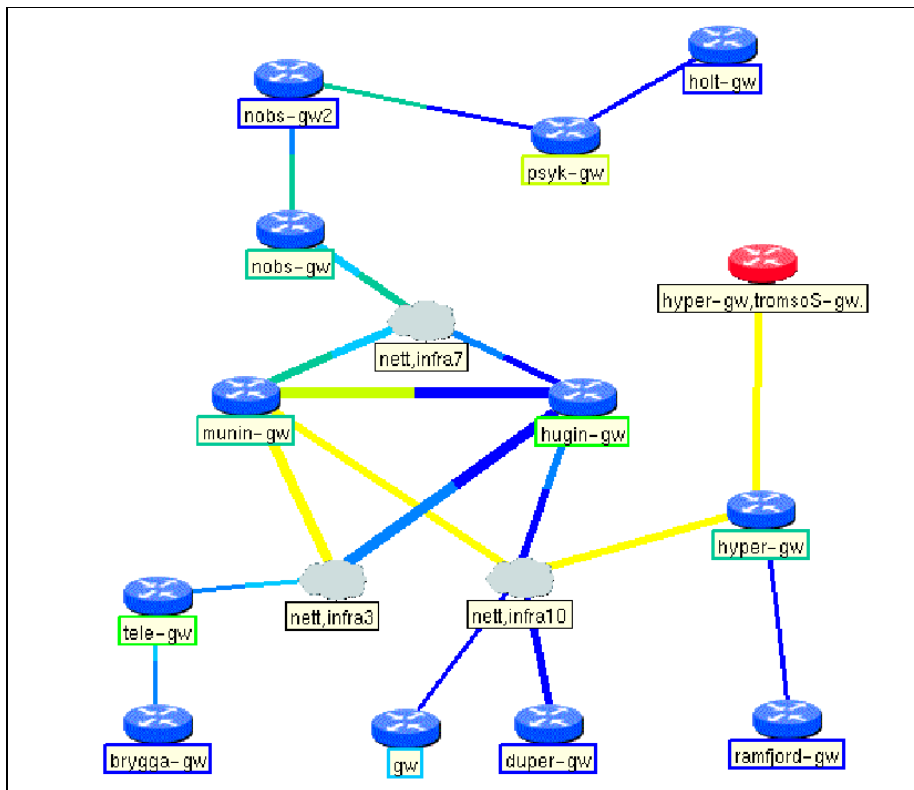 holt-gw
nobs-gw2
psyk-gw
nobs-gw
hyper-gw,tromsoS-gw.
nett,infra7
munin-gw
hugin-gw
hyper-gw
nett,infra3
nett,infra10
tele-gw
brygga-gw
gw
duper-gw
ramfjord-gw